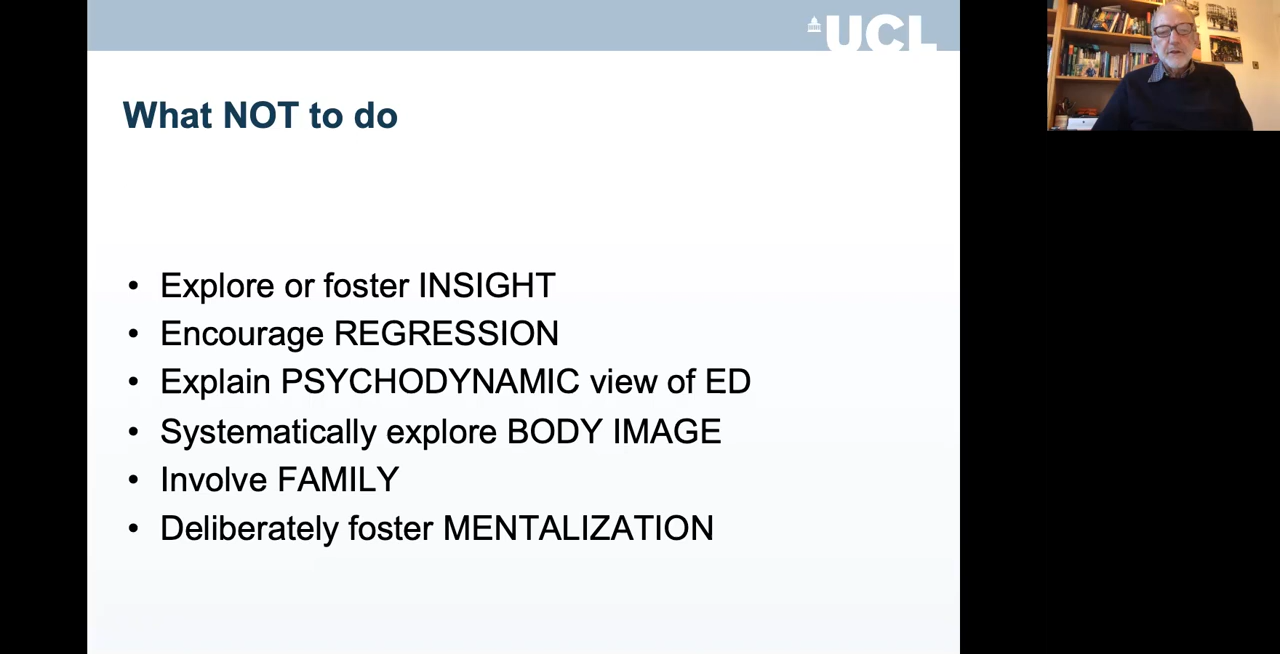 UCL
What NOT to do
• Explore or foster INSIGHT
• Encourage REGRESSION
• Explain PSYCHODYNAMIC view of ED
• Systematically explore BODY IMAGE
• Involve FAMILY
• Deliberately foster MENTALIZATION